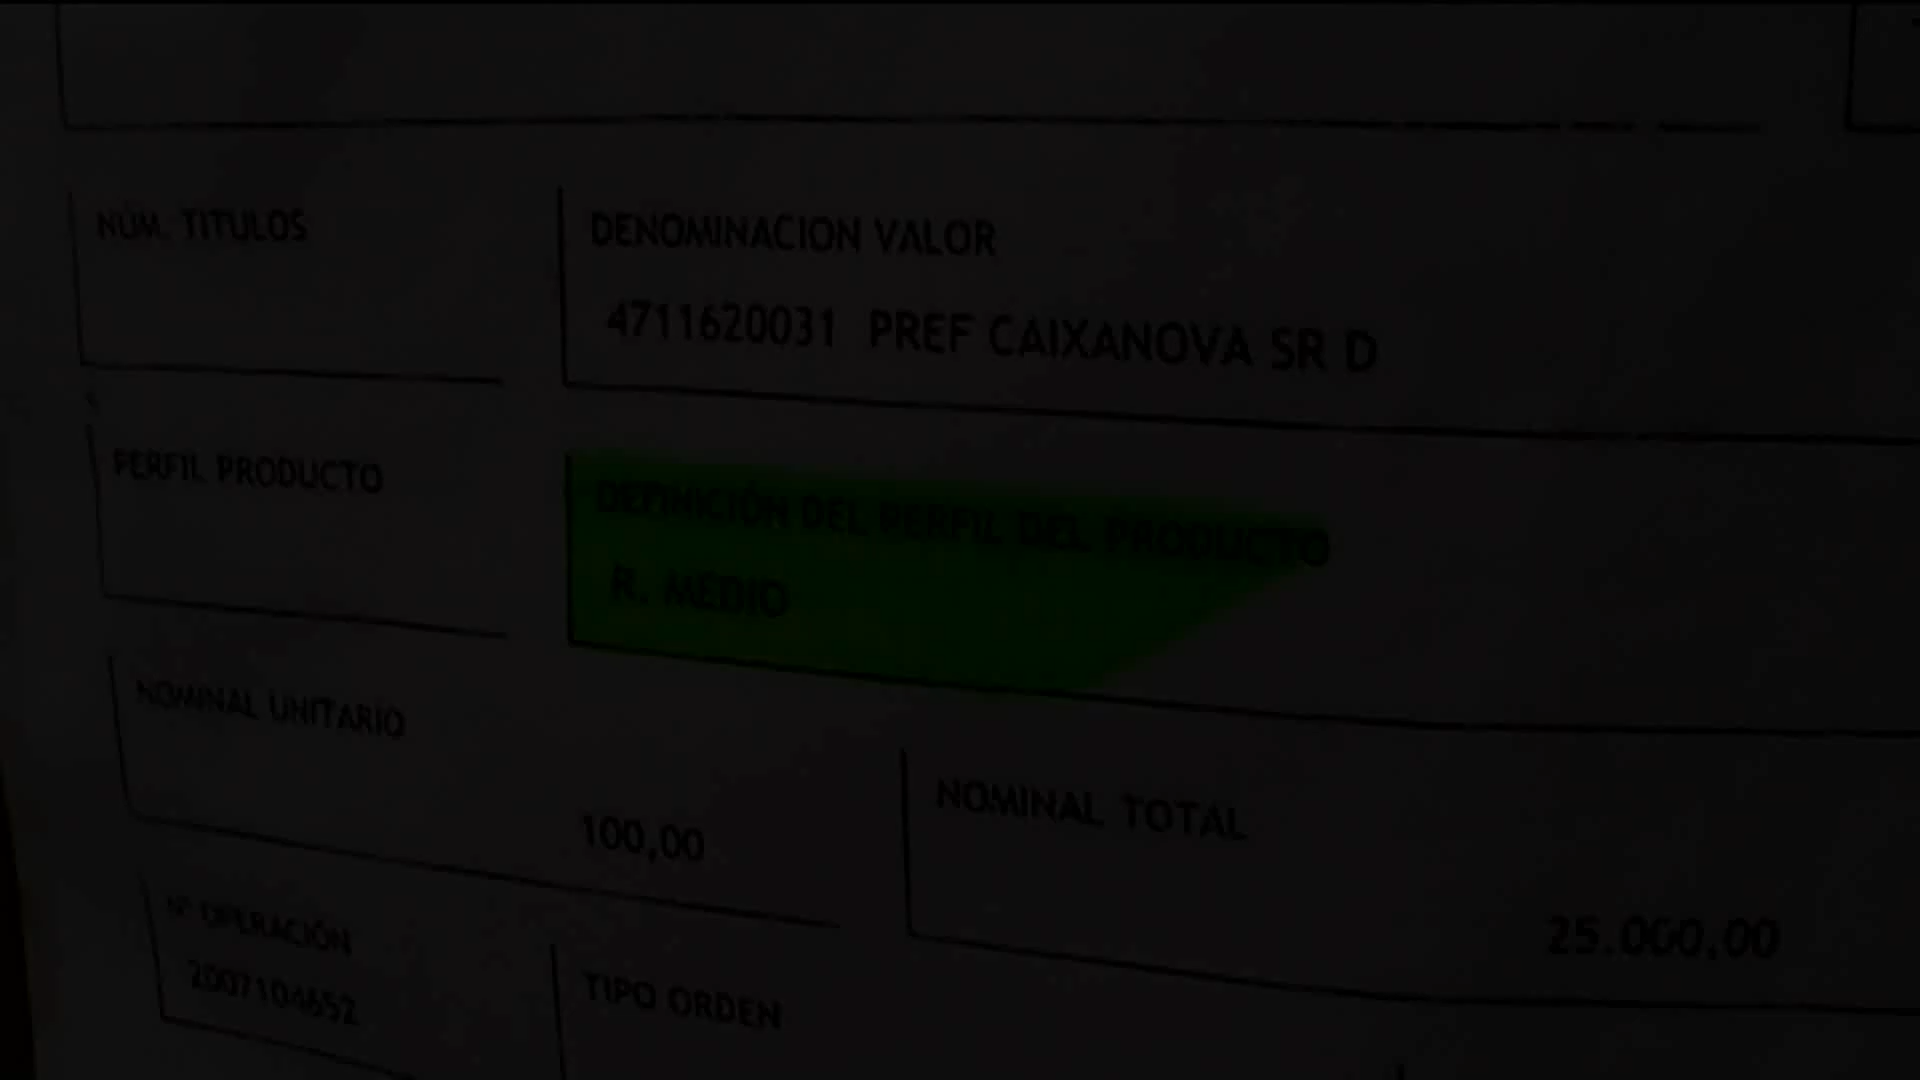 NÚM. TITULOS
DENOMINACION VALOR
4711620031 PREF CAIXANOVA SR D
PERFIL PRODUCTO
DEFINICIÓN DEL PERFIL DEL PRODUCTO
R. MEDIO
NOMINAL UNITARIO
100,00
NOMINAL TOTAL
25.000,00
Nº OPERACIÓN
2007104652
TIPO ORDEN